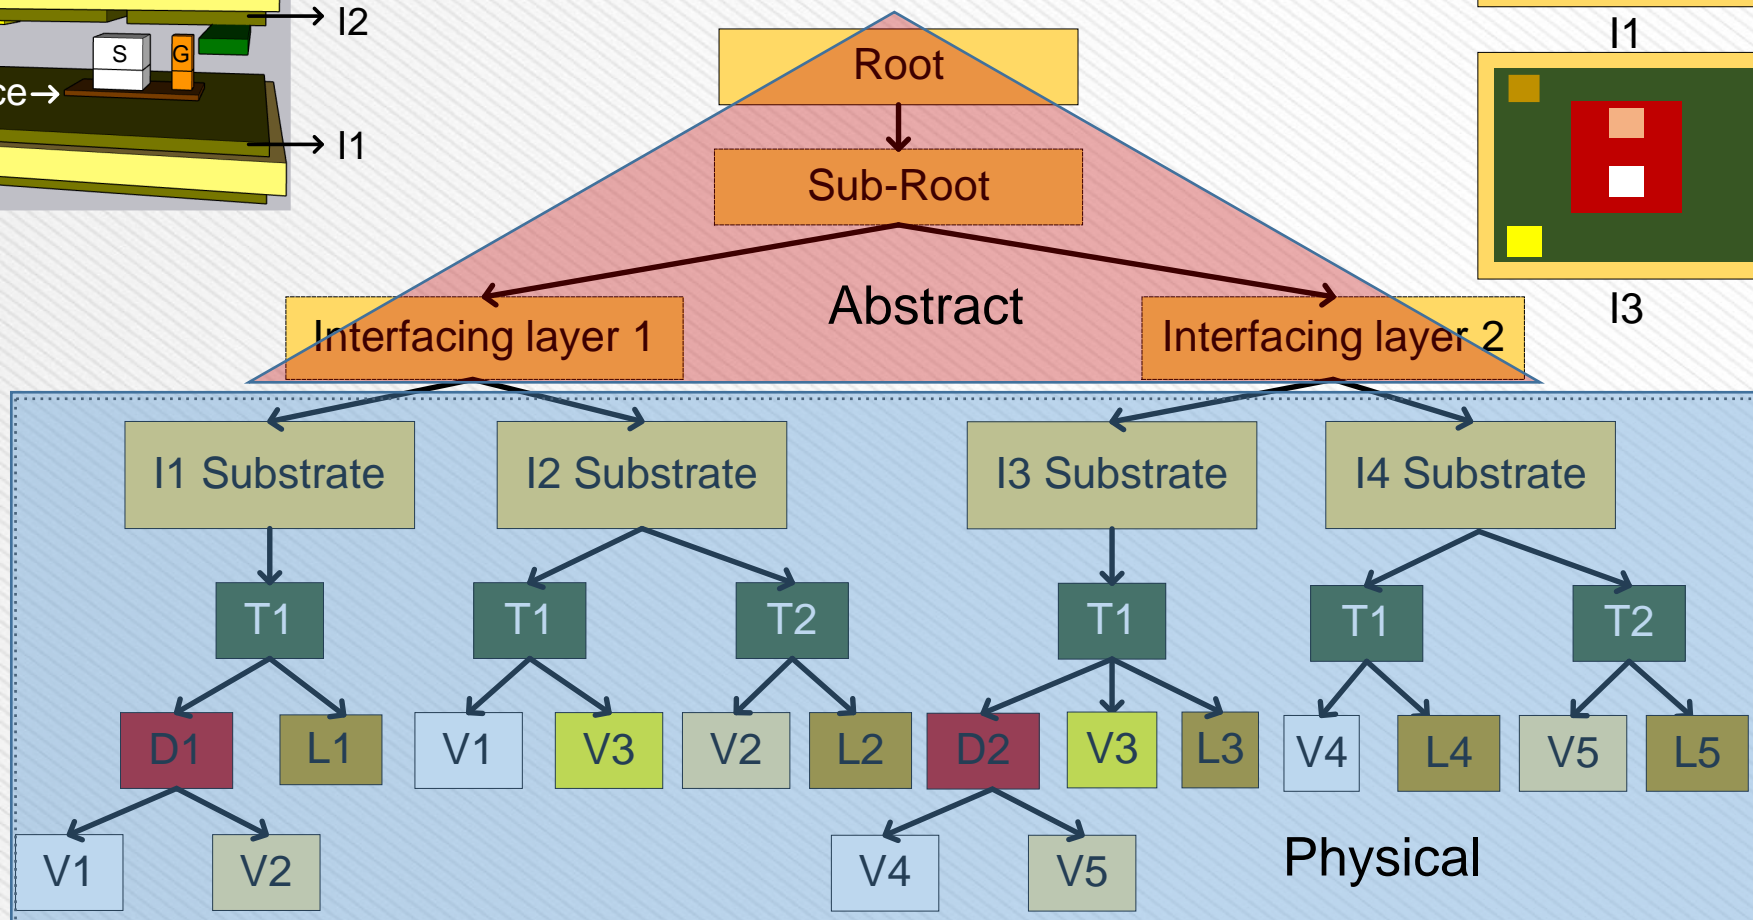 I2
S
G
ce→
I1
I1
I3
Root
Sub-Root
Abstract
Interfacing layer 1
Interfacing layer 2
I1 Substrate
I2 Substrate
I3 Substrate
I4 Substrate
T1
T1
T2
T1
T1
T2
D1
L1
V1
V3
V2
L2
D2
V3
L3
V4
L4
V5
L5
V1
V2
V4
V5
Physical